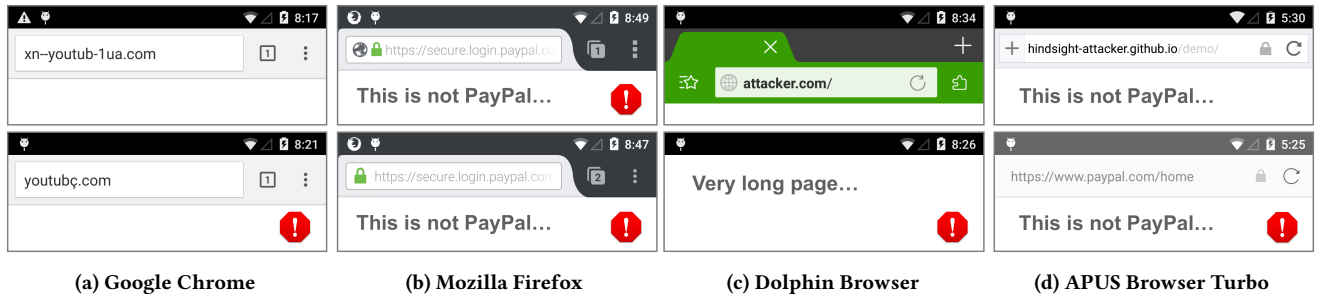 8:17
xn--youtub-1ua.com
1
8:21
youtubç.com
1
!
(a) Google Chrome
8:49
https://secure.login.paypal.co
1
This is not PayPal...
!
8:47
https://secure.login.paypal.com
2
This is not PayPal...
!
(b) Mozilla Firefox
8:34
attacker.com/
8:26
Very long page...
!
(c) Dolphin Browser
5:30
hindsight-attacker.github.io/demo/
This is not PayPal...
5:25
https://www.paypal.com/home
This is not PayPal...
!
(d) APUS Browser Turbo